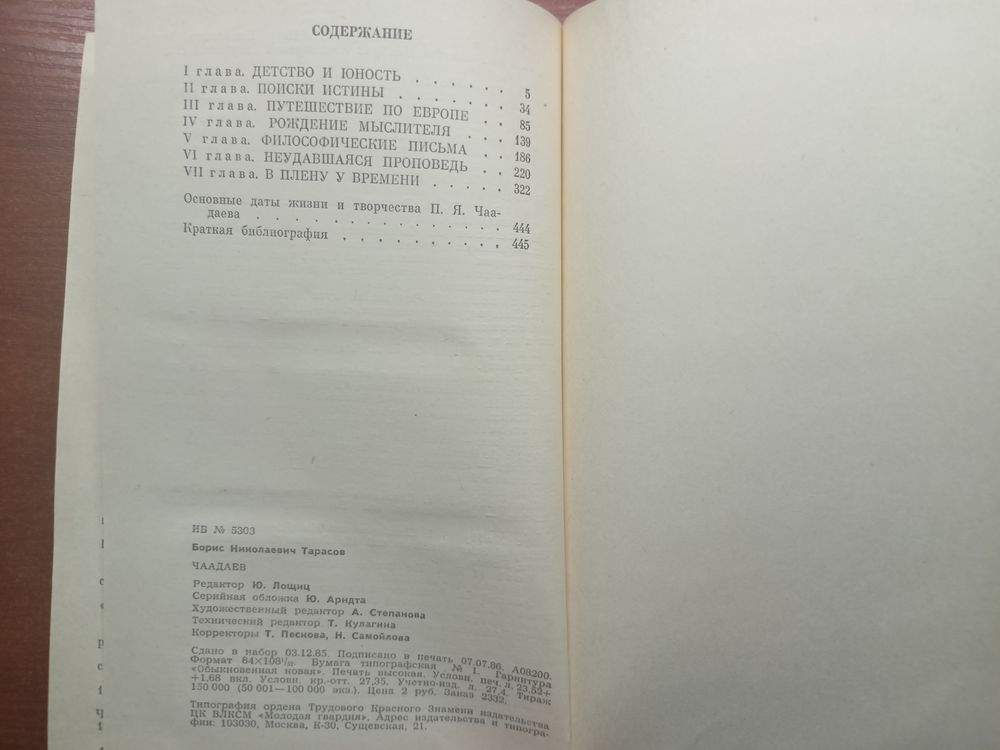 СОДЕРЖАНИЕ
I глава. ДЕТСТВО И ЮНОСТЬ . . . . . . 5
II глава. ПОИСКИ ИСТИНЫ . . . . . . . 34
III глава. ПУТЕШЕСТВИЕ ПО ЕВРОПЕ . . 85
IV глава. РОЖДЕНИЕ МЫСЛИТЕЛЯ . . . 139
V глава. ФИЛОСОФИЧЕСКИЕ ПИСЬМА . . 186
VI глава. НЕУДАВШАЯСЯ ПРОПОВЕДЬ . . 220
VII глава. В ПЛЕНУ У ВРЕМЕНИ . . . . . 322
Основные даты жизни и творчества П. Я. Чаа-
даева . . . . . . . . . . . . . 444
Краткая библиография . . . . . . . . . 445
ИБ № 5303
Борис Николаевич Тарасов
ЧААДАЕВ
Редактор Ю. Лощиц
Серийная обложка Ю. Арндта
Художественный редактор А. Степанова
Технический редактор Т. Кулагина
Корректоры Т. Пескова, Н. Самойлова
Сдано в набор 03.12.85. Подписано в печать 07.07.86. А08200.
Формат 84×108¹/₃₂. Бумага типографская № 1. Гарнитура
«Обыкновенная новая». Печать высокая. Условн. печ. л. 23,52+
+1,68 вкл. Условн. кр.-отт. 27,35. Учетно-изд. л. 27,4. Тираж
150 000 (50 001—100 000 экз.). Цена 2 руб. Заказ 2332.
Типография ордена Трудового Красного Знамени издательства
ЦК ВЛКСМ «Молодая гвардия». Адрес издательства и типогра-
фии: 103030, Москва, К-30, Сущевская, 21.